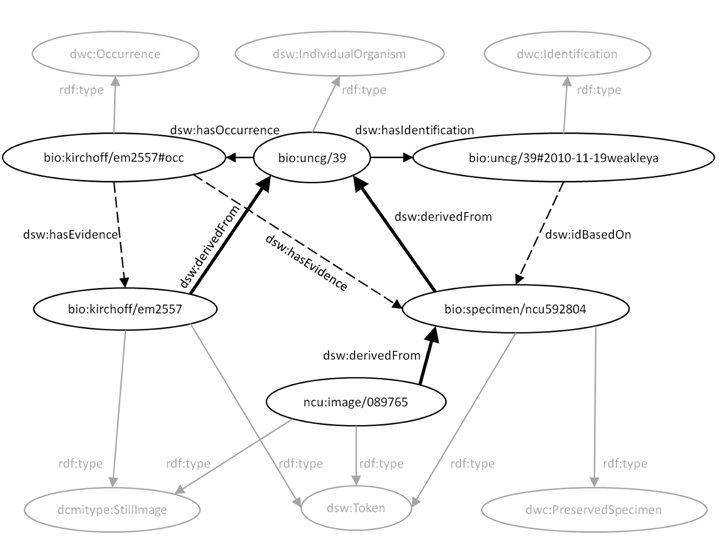 dwc:Occurrence
dsw:IndividualOrganism
dwc:Identification
rdf:type
rdf:type
rdf:type
dsw:hasOccurrence
dsw:hasIdentification
bio:kirchoff/em2557#occ
bio:uncg/39
bio:uncg/39#2010-11-19weakleya
dsw:hasEvidence
dsw:derivedFrom
dsw:hasEvidence
dsw:derivedFrom
dsw:idBasedOn
bio:kirchoff/em2557
bio:specimen/ncu592804
dsw:derivedFrom
ncu:image/089765
rdf:type
rdf:type
rdf:type
rdf:type
rdf:type
rdf:type
dcmitype:StillImage
dsw:Token
dwc:PreservedSpecimen